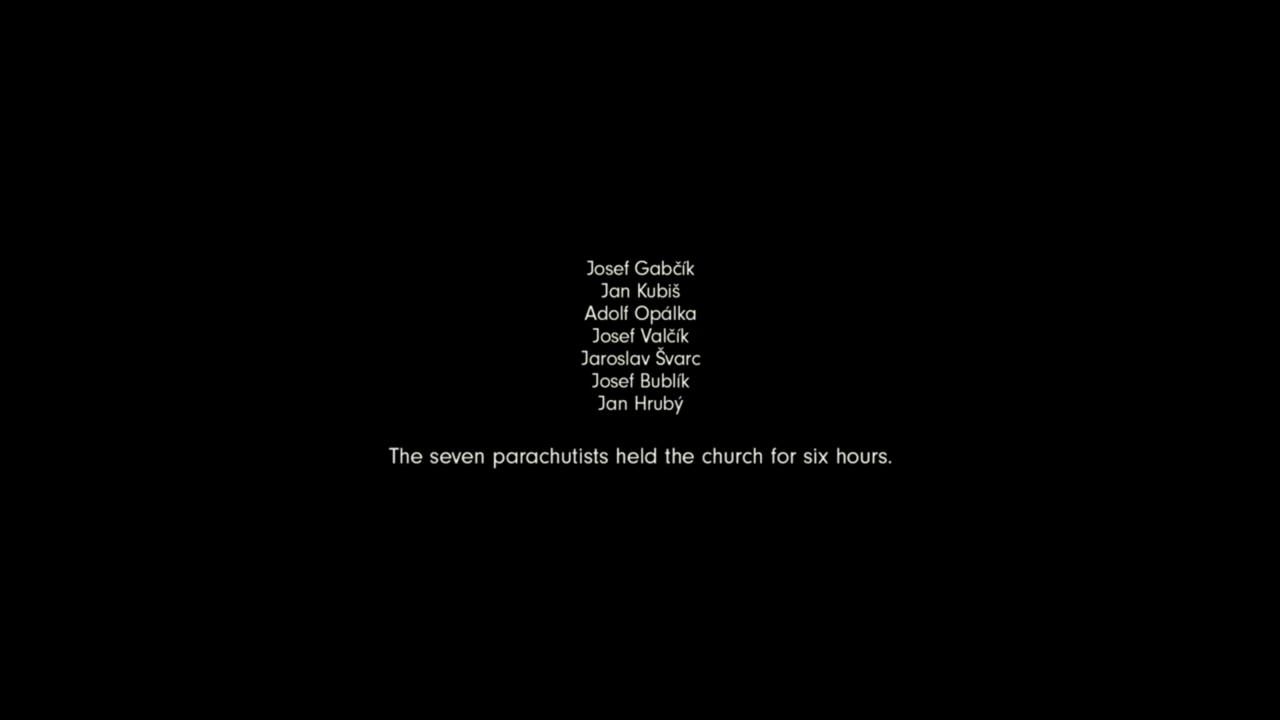 Josef Gabčík
Jan Kubiš
Adolf Opálka
Josef Valčík
Jaroslav Švarc
Josef Bublík
Jan Hrubý
The seven parachutists held the church for six hours.